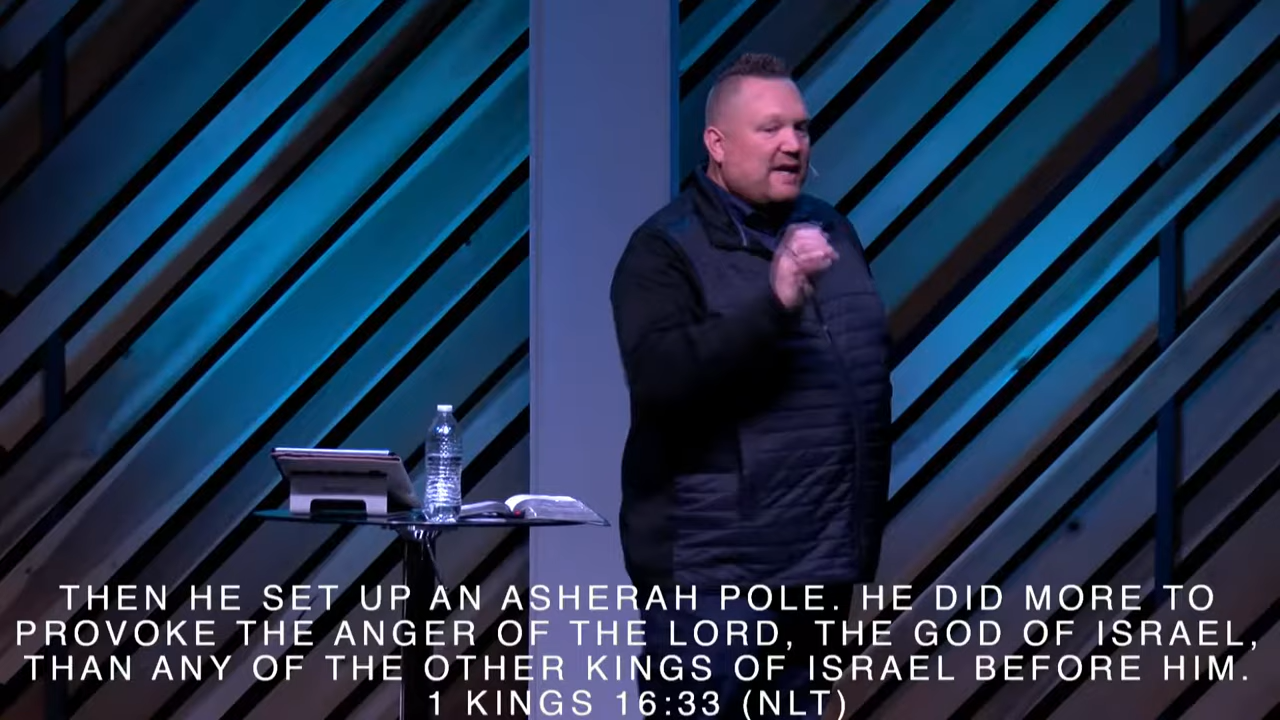 THEN HE SET UP AN ASHERAH POLE. HE DID MORE TO
PROVOKE THE ANGER OF THE LORD, THE GOD OF ISRAEL,
THAN ANY OF THE OTHER KINGS OF ISRAEL BEFORE HIM.
1 KINGS 16:33 (NLT)